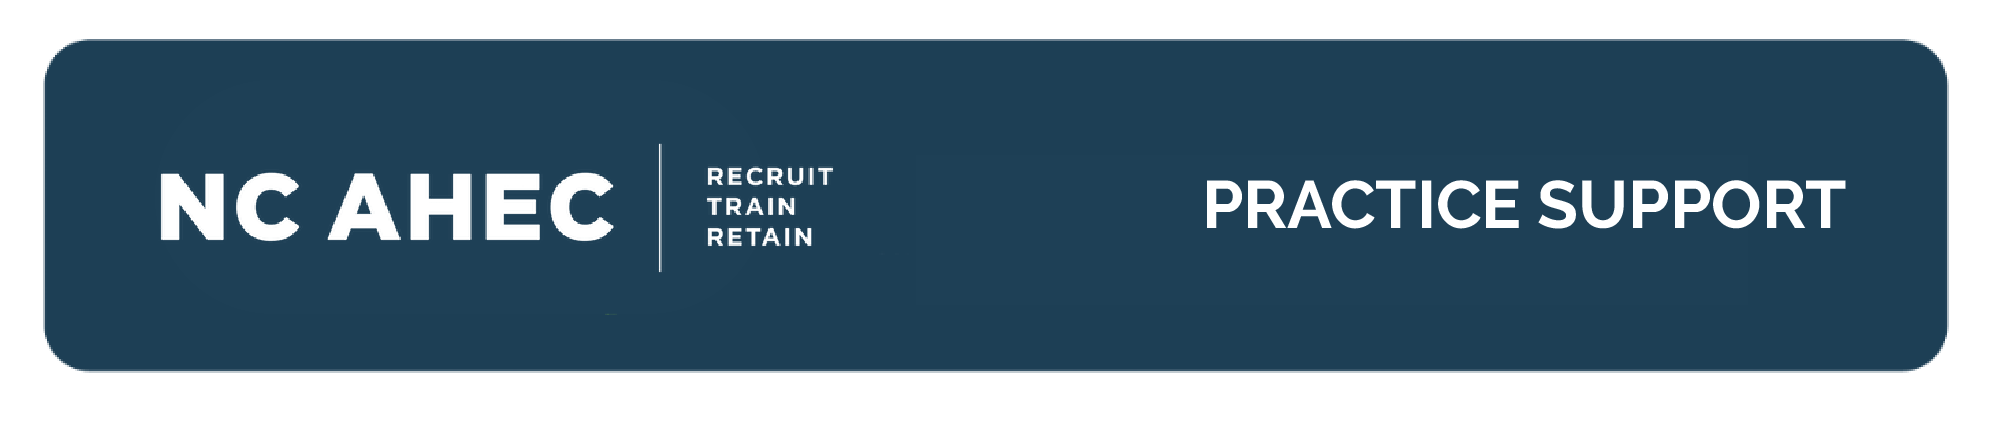 NC AHEC
RECRUIT
TRAIN
RETAIN
PRACTICE SUPPORT